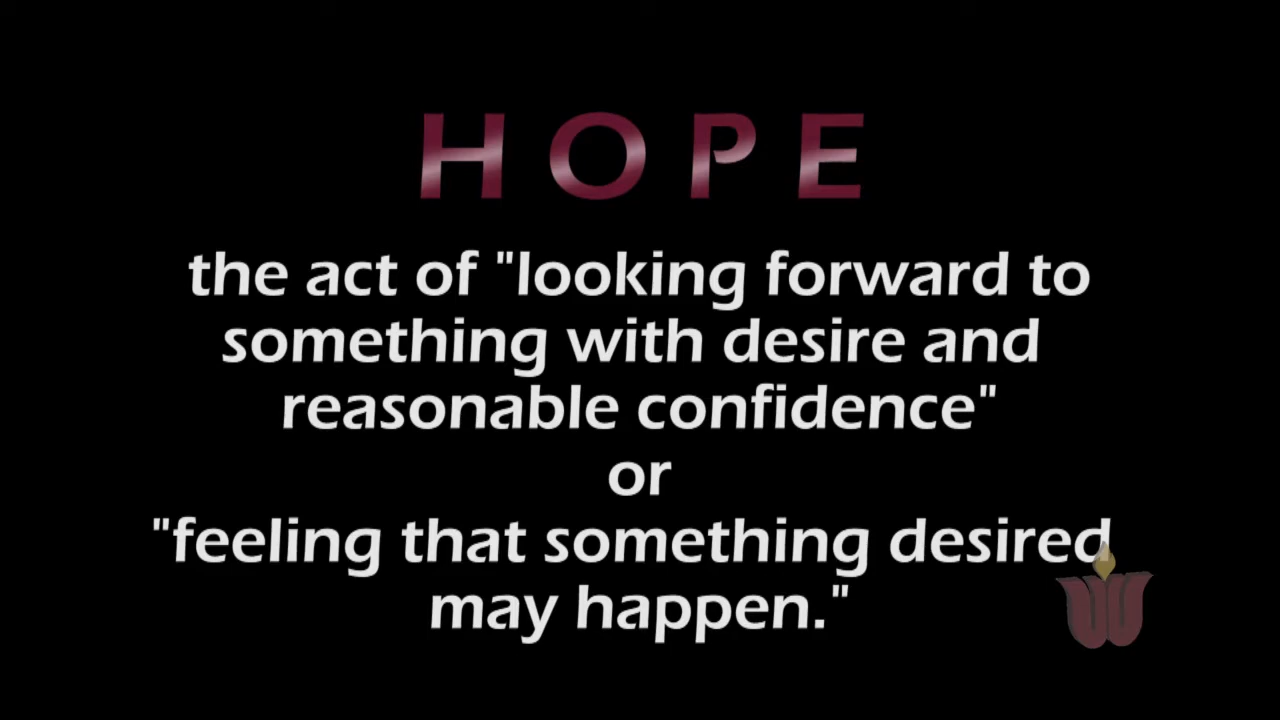 HOPE
the act of "looking forward to
something with desire and
reasonable confidence"
or
"feeling that something desired
may happen."